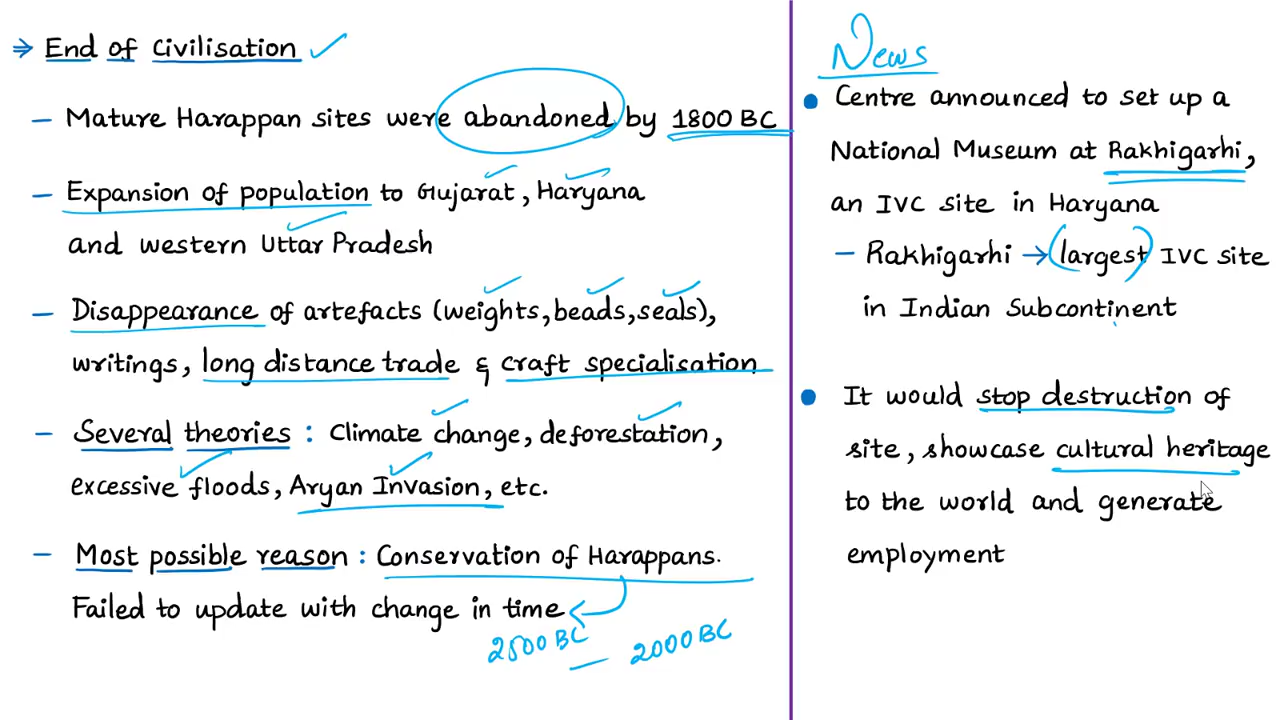 ⇒ End of Civilisation ✓
– Mature Harappan sites were abandoned by 1800 BC
– Expansion of population to Gujarat, Haryana
and western Uttar Pradesh
– Disappearance of artefacts (weights, beads, seals),
writings, long distance trade & craft specialisation
– Several theories : Climate change, deforestation,
excessive floods, Aryan Invasion, etc.
– Most possible reason : Conservation of Harappans.
Failed to update with change in time
2500 BC – 2000 BC
News
• Centre announced to set up a
National Museum at Rakhigarhi,
an IVC site in Haryana
– Rakhigarhi → (largest) IVC site
in Indian Subcontinent
• It would stop destruction of
site, showcase cultural heritage
to the world and generate
employment